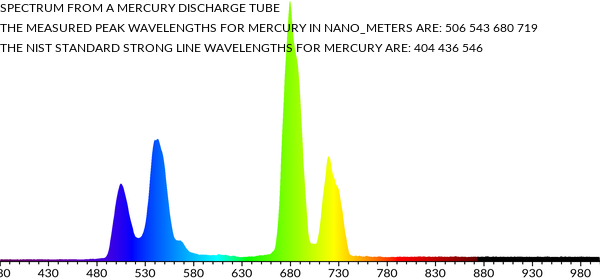 SPECTRUM FROM A MERCURY DISCHARGE TUBE
THE MEASURED PEAK WAVELENGTHS FOR MERCURY IN NANO_METERS ARE: 506 543 680 719
THE NIST STANDARD STRONG LINE WAVELENGTHS FOR MERCURY ARE: 404 436 546
80 430 480 530 580 630 680 730 780 830 880 930 980